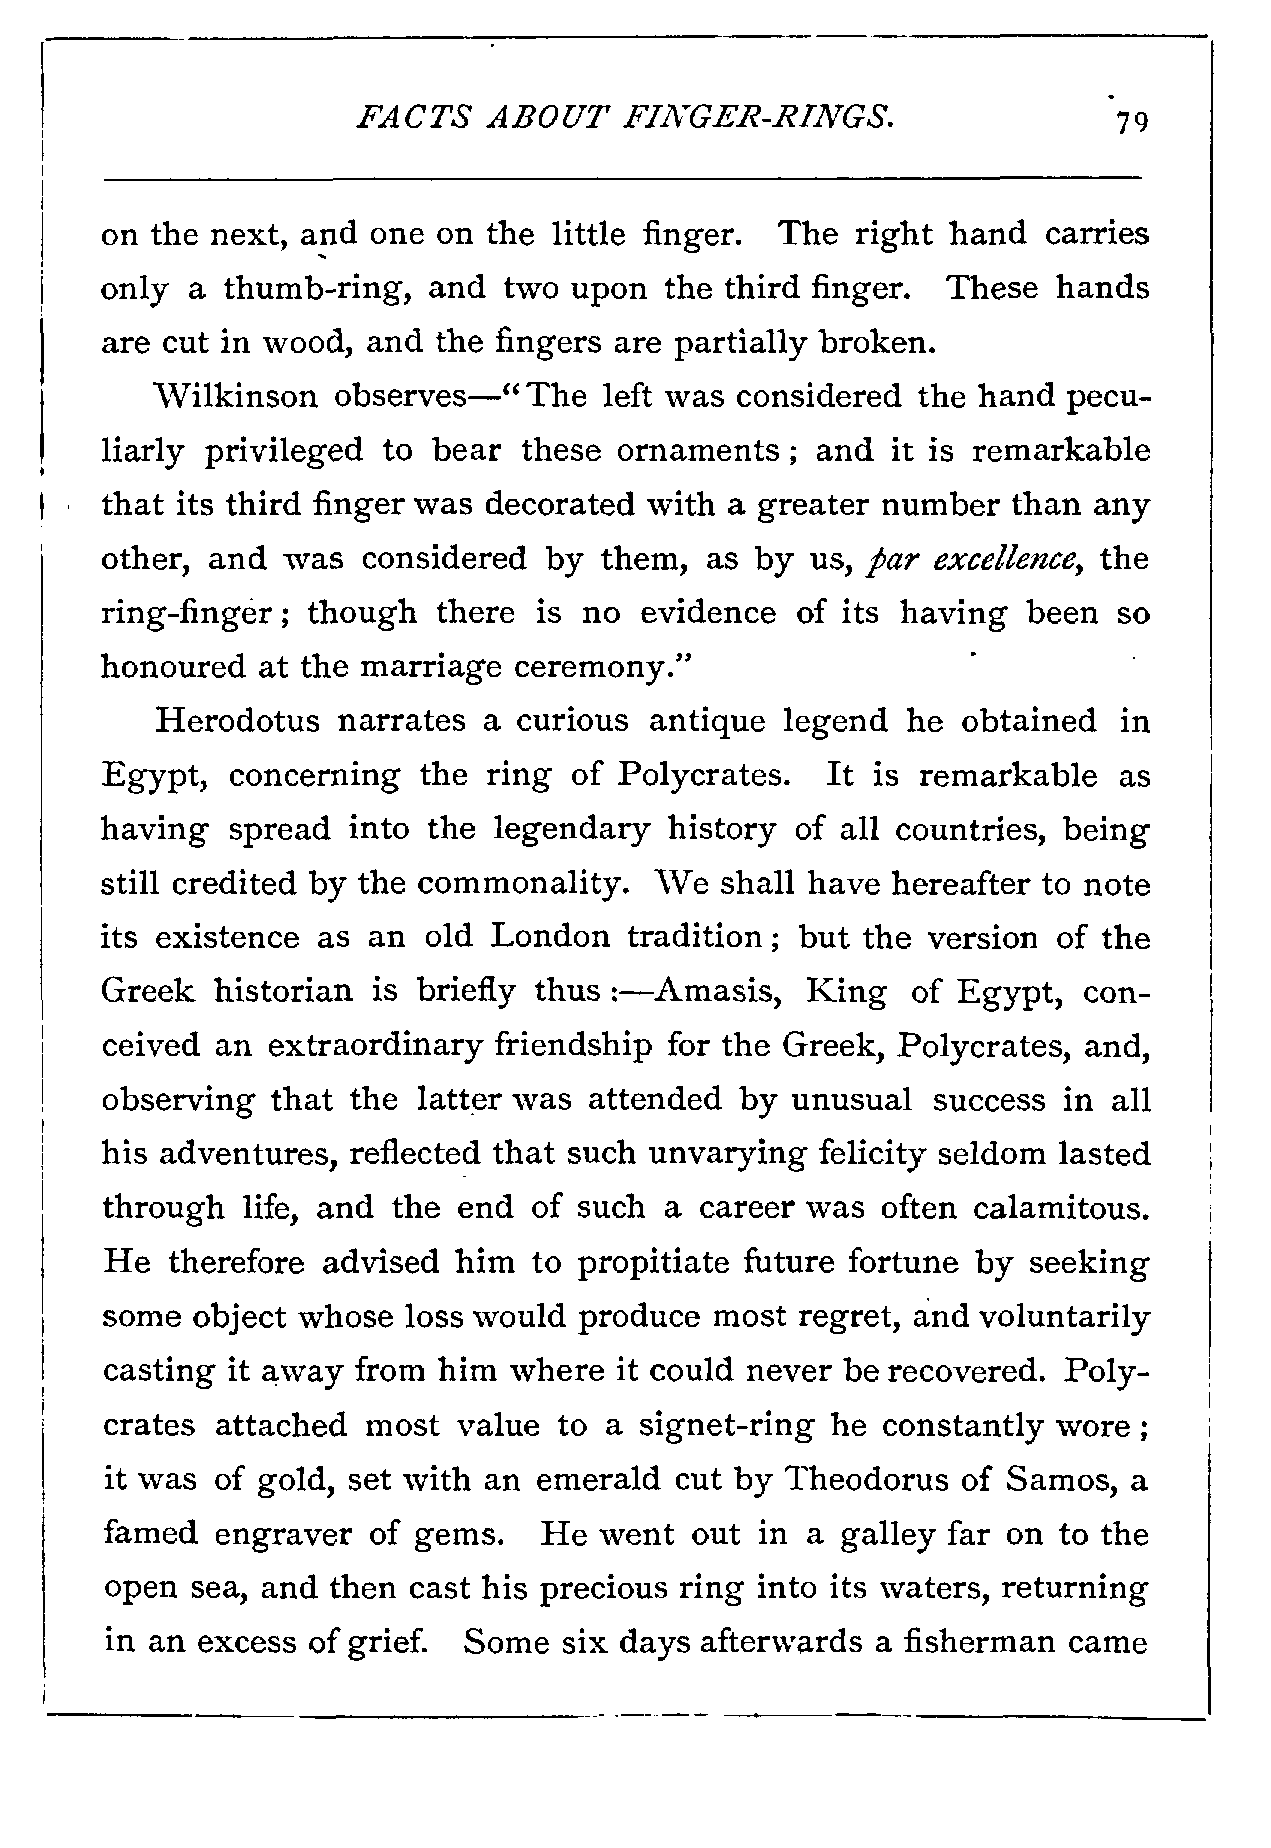 FACTS ABOUT FINGER-RINGS. 79
on the next, and one on the little finger. The right hand carries
only a thumb-ring, and two upon the third finger. These hands
are cut in wood, and the fingers are partially broken.
Wilkinson observes—“The left was considered the hand pecu-
liarly privileged to bear these ornaments; and it is remarkable
that its third finger was decorated with a greater number than any
other, and was considered by them, as by us, par excellence, the
ring-finger; though there is no evidence of its having been so
honoured at the marriage ceremony.”
Herodotus narrates a curious antique legend he obtained in
Egypt, concerning the ring of Polycrates. It is remarkable as
having spread into the legendary history of all countries, being
still credited by the commonality. We shall have hereafter to note
its existence as an old London tradition; but the version of the
Greek historian is briefly thus:—Amasis, King of Egypt, con-
ceived an extraordinary friendship for the Greek, Polycrates, and,
observing that the latter was attended by unusual success in all
his adventures, reflected that such unvarying felicity seldom lasted
through life, and the end of such a career was often calamitous.
He therefore advised him to propitiate future fortune by seeking
some object whose loss would produce most regret, and voluntarily
casting it away from him where it could never be recovered. Poly-
crates attached most value to a signet-ring he constantly wore;
it was of gold, set with an emerald cut by Theodorus of Samos, a
famed engraver of gems. He went out in a galley far on to the
open sea, and then cast his precious ring into its waters, returning
in an excess of grief. Some six days afterwards a fisherman came